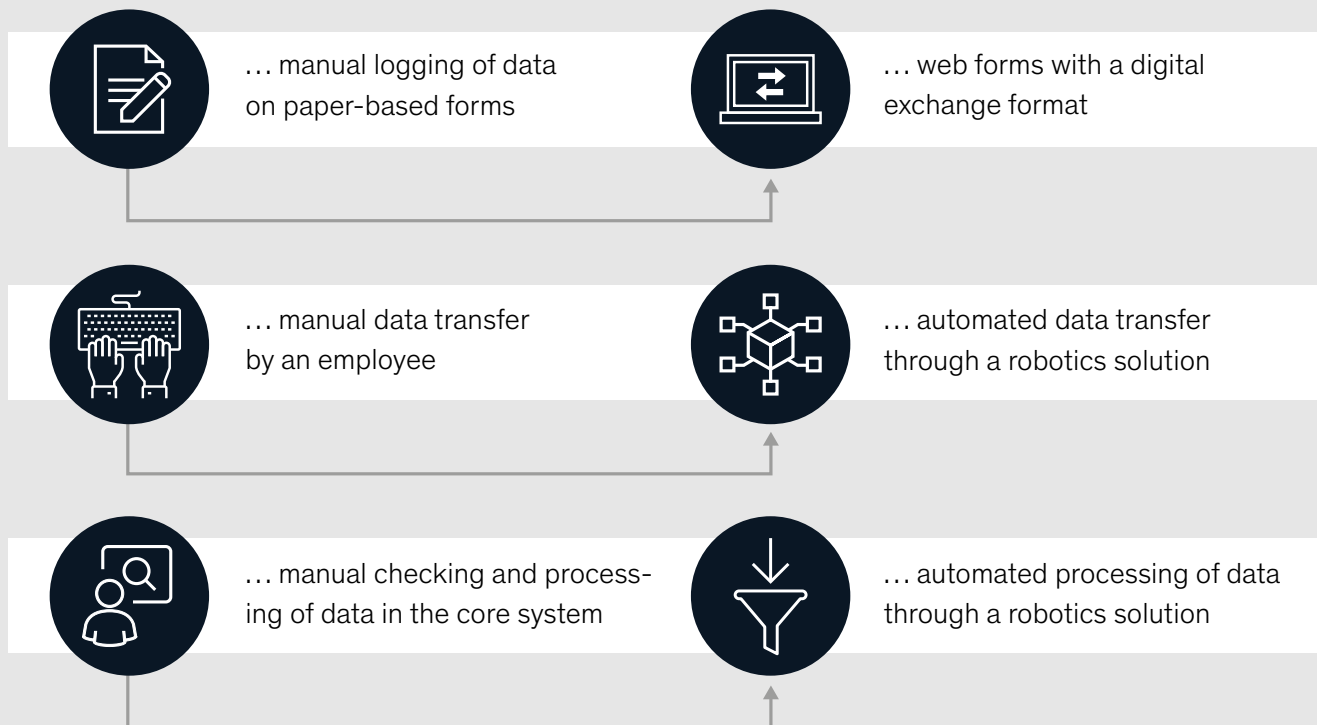 ... manual logging of data
on paper-based forms
... web forms with a digital
exchange format
... manual data transfer
by an employee
... automated data transfer
through a robotics solution
... manual checking and process-
ing of data in the core system
... automated processing of data
through a robotics solution